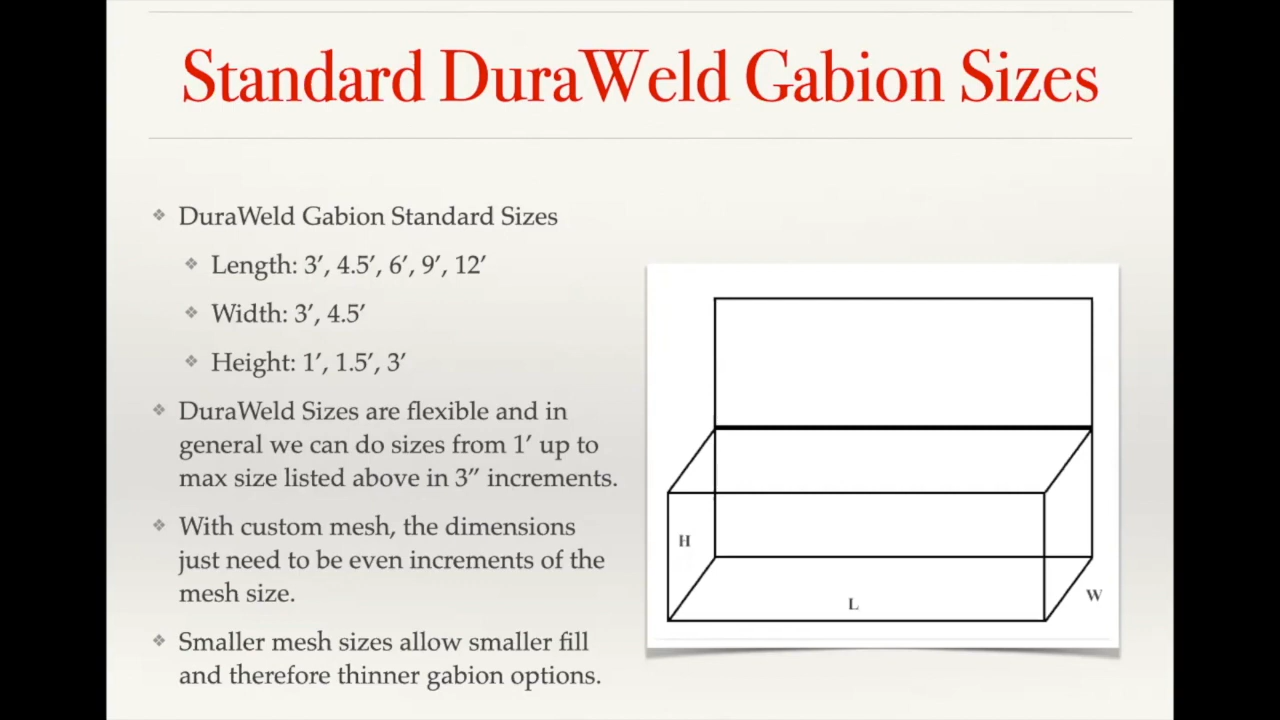 Standard DuraWeld Gabion Sizes
❖ DuraWeld Gabion Standard Sizes
❖ Length: 3′, 4.5′, 6′, 9′, 12′
❖ Width: 3′, 4.5′
❖ Height: 1′, 1.5′, 3′
❖ DuraWeld Sizes are flexible and in
general we can do sizes from 1′ up to
max size listed above in 3″ increments.
❖ With custom mesh, the dimensions
just need to be even increments of the
mesh size.
❖ Smaller mesh sizes allow smaller fill
and therefore thinner gabion options.
H
L
W